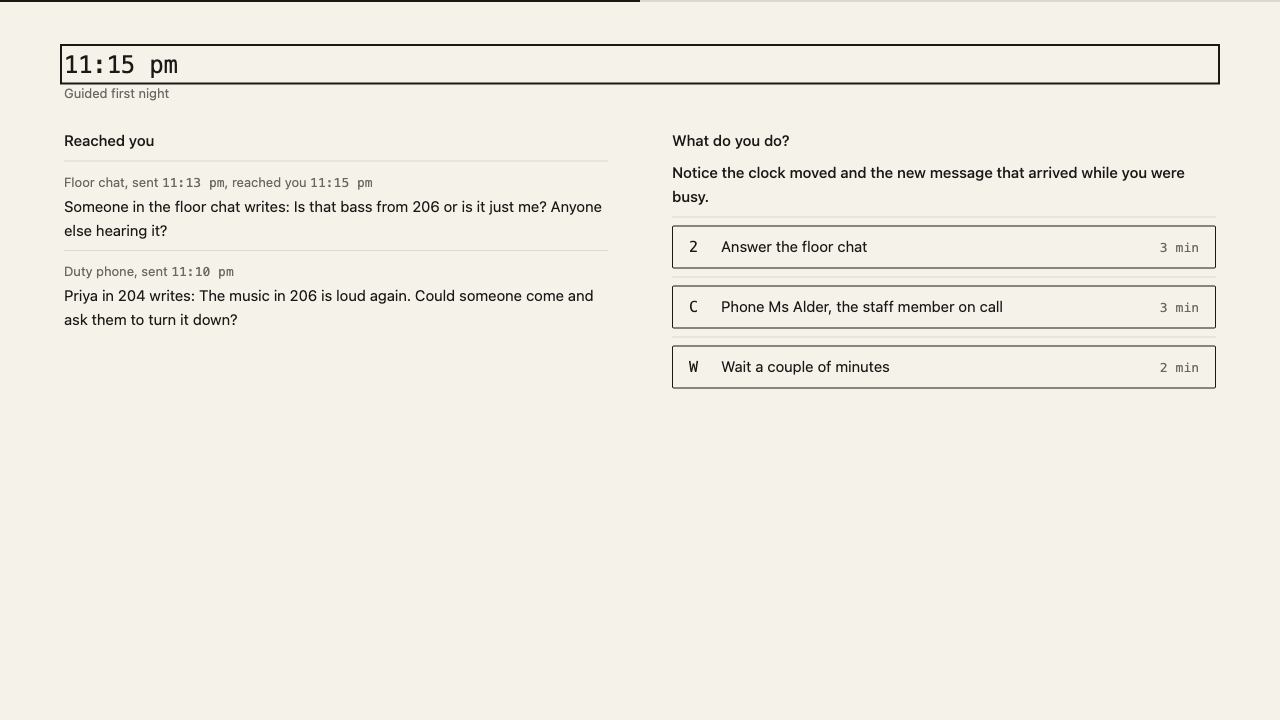 11:15 pm
Guided first night
Reached you
Floor chat, sent 11:13 pm, reached you 11:15 pm
Someone in the floor chat writes: Is that bass from 206 or is it just me? Anyone
else hearing it?
Duty phone, sent 11:10 pm
Priya in 204 writes: The music in 206 is loud again. Could someone come and
ask them to turn it down?
What do you do?
Notice the clock moved and the new message that arrived while you were
busy.
2 Answer the floor chat 3 min
C Phone Ms Alder, the staff member on call 3 min
W Wait a couple of minutes 2 min